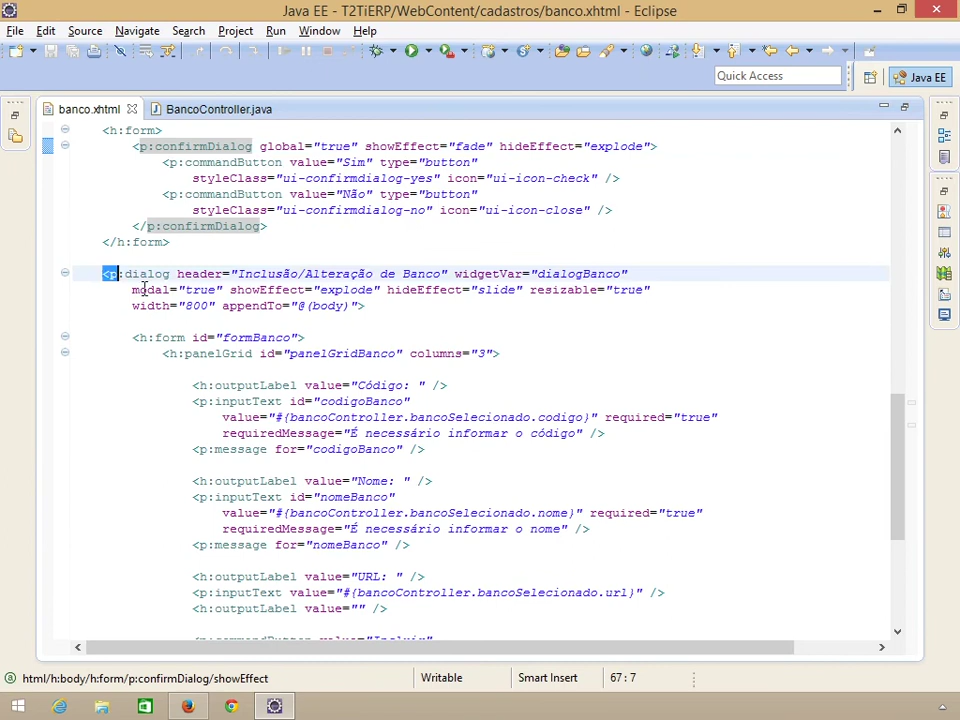 Java EE - T2TiERP/WebContent/cadastros/banco.xhtml - Eclipse
File Edit Source Navigate Search Project Run Window Help
Quick Access
Java EE
banco.xhtml
BancoController.java
<h:form>
<p:confirmDialog global="true" showEffect="fade" hideEffect="explode">
<p:commandButton value="Sim" type="button"
styleClass="ui-confirmdialog-yes" icon="ui-icon-check" />
<p:commandButton value="Não" type="button"
styleClass="ui-confirmdialog-no" icon="ui-icon-close" />
</p:confirmDialog>
</h:form>
<p:dialog header="Inclusão/Alteração de Banco" widgetVar="dialogBanco"
modal="true" showEffect="explode" hideEffect="slide" resizable="true"
width="800" appendTo="@(body)">
<h:form id="formBanco">
<h:panelGrid id="panelGridBanco" columns="3">
<h:outputLabel value="Código: " />
<p:inputText id="codigoBanco"
value="#{bancoController.bancoSelecionado.codigo}" required="true"
requiredMessage="É necessário informar o código" />
<p:message for="codigoBanco" />
<h:outputLabel value="Nome: " />
<p:inputText id="nomeBanco"
value="#{bancoController.bancoSelecionado.nome}" required="true"
requiredMessage="É necessário informar o nome" />
<p:message for="nomeBanco" />
<h:outputLabel value="URL: " />
<p:inputText value="#{bancoController.bancoSelecionado.url}" />
<h:outputLabel value="" />
<p:commandButton value="Incluir"
html/h:body/h:form/p:confirmDialog/showEffect
Writable
Smart Insert
67 : 7